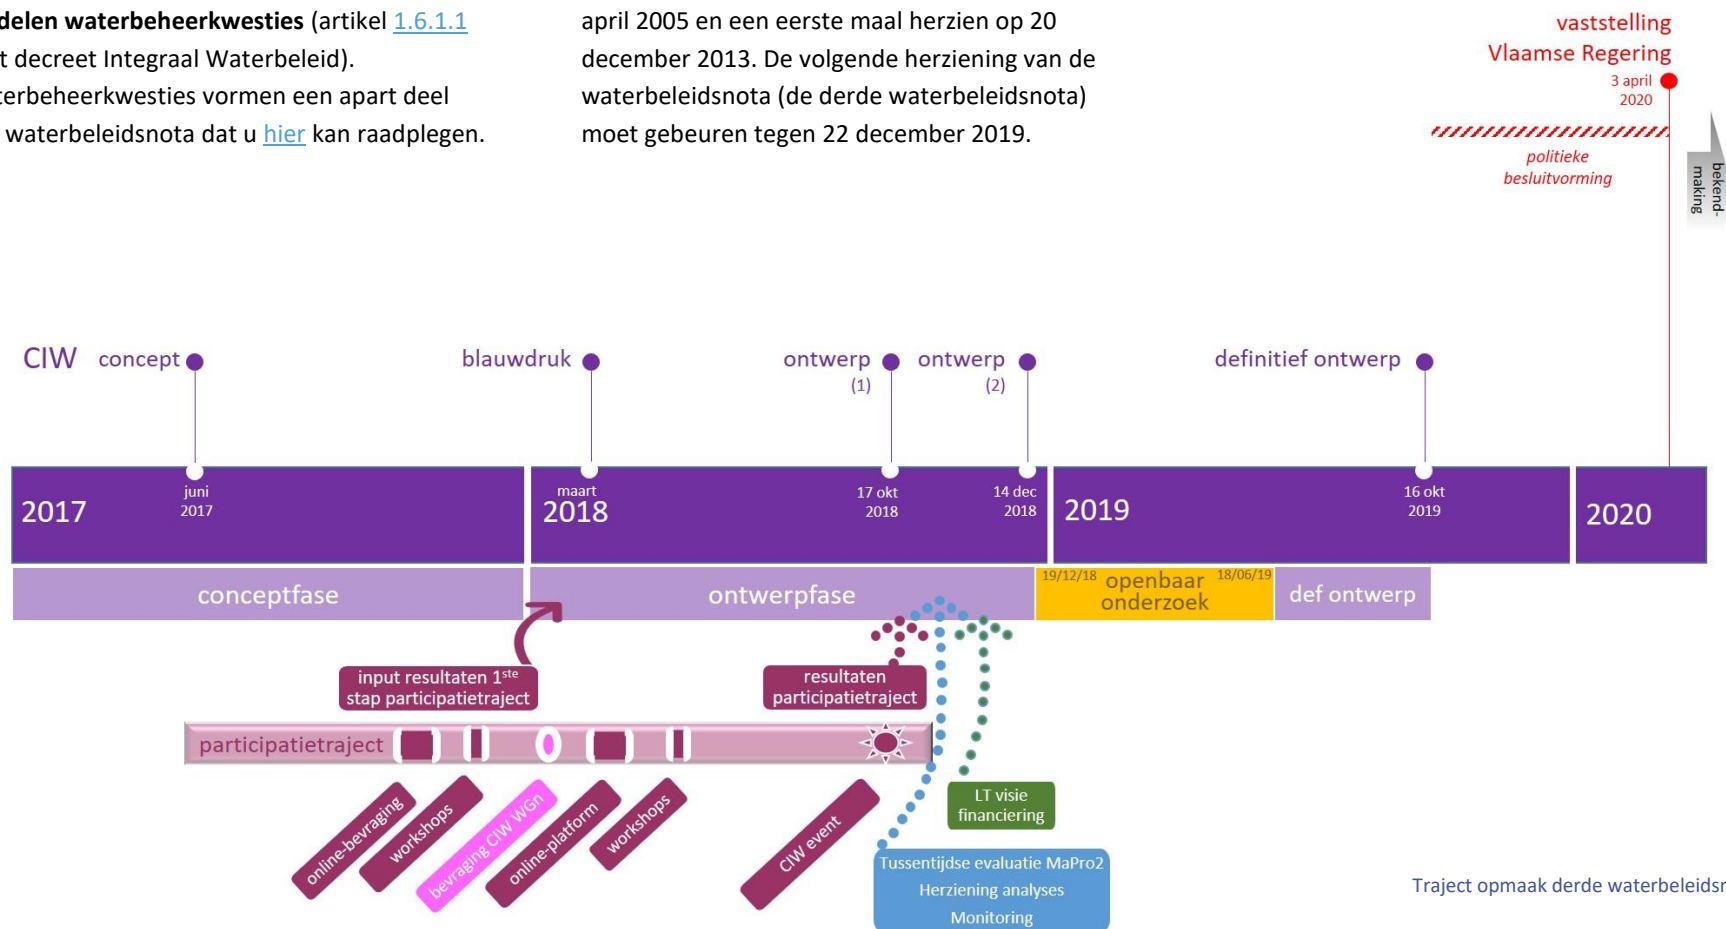 delen waterbeheerkwesties (artikel 1.6.1.1
t decreet Integraal Waterbeleid).
terbeheerkwesties vormen een apart deel
waterbeleidsnota dat u hier kan raadplegen.
april 2005 en een eerste maal herzien op 20
december 2013. De volgende herziening van de
waterbeleidsnota (de derde waterbeleidsnota)
moet gebeuren tegen 22 december 2019.
vaststelling
Vlaamse Regering
3 april
2020
politieke
besluitvorming
bekend-
making
CIW
concept
blauwdruk
ontwerp
(1)
ontwerp
(2)
definitief ontwerp
2017
juni
2017
maart
2018
17 okt
2018
14 dec
2018
2019
16 okt
2019
2020
conceptfase
ontwerpfase
19/12/18
openbaar
onderzoek
18/06/19
def ontwerp
input resultaten 1ste
stap participatietraject
resultaten
participatietraject
participatietraject
online-bevraging
workshops
bevraging CIW WGn
online-platform
workshops
CIW event
LT visie
financiering
Tussentijdse evaluatie MaPro2
Herziening analyses
Monitoring
Traject opmaak derde waterbeleidsn